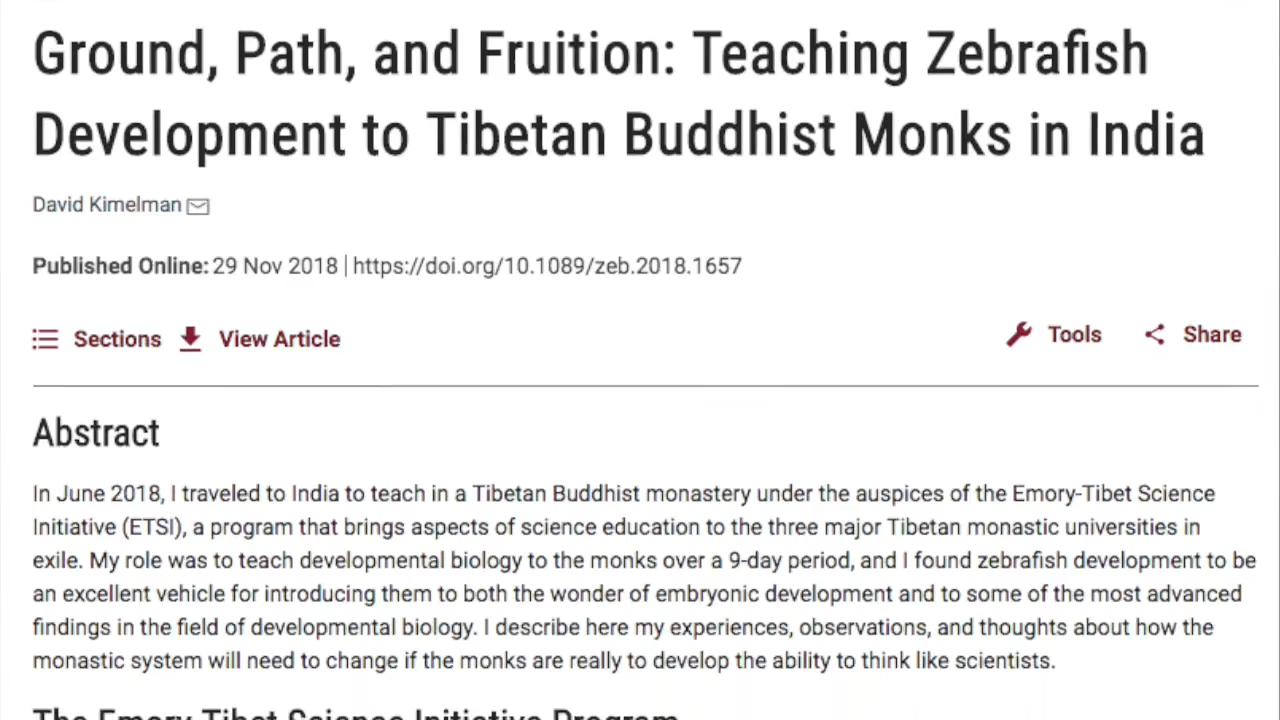 Ground, Path, and Fruition: Teaching Zebrafish
Development to Tibetan Buddhist Monks in India
David Kimelman
Published Online: 29 Nov 2018 | https://doi.org/10.1089/zeb.2018.1657
Sections View Article Tools Share
Abstract
In June 2018, I traveled to India to teach in a Tibetan Buddhist monastery under the auspices of the Emory-Tibet Science
Initiative (ETSI), a program that brings aspects of science education to the three major Tibetan monastic universities in
exile. My role was to teach developmental biology to the monks over a 9-day period, and I found zebrafish development to be
an excellent vehicle for introducing them to both the wonder of embryonic development and to some of the most advanced
findings in the field of developmental biology. I describe here my experiences, observations, and thoughts about how the
monastic system will need to change if the monks are really to develop the ability to think like scientists.
The Emory Tibet Science Initiative Program